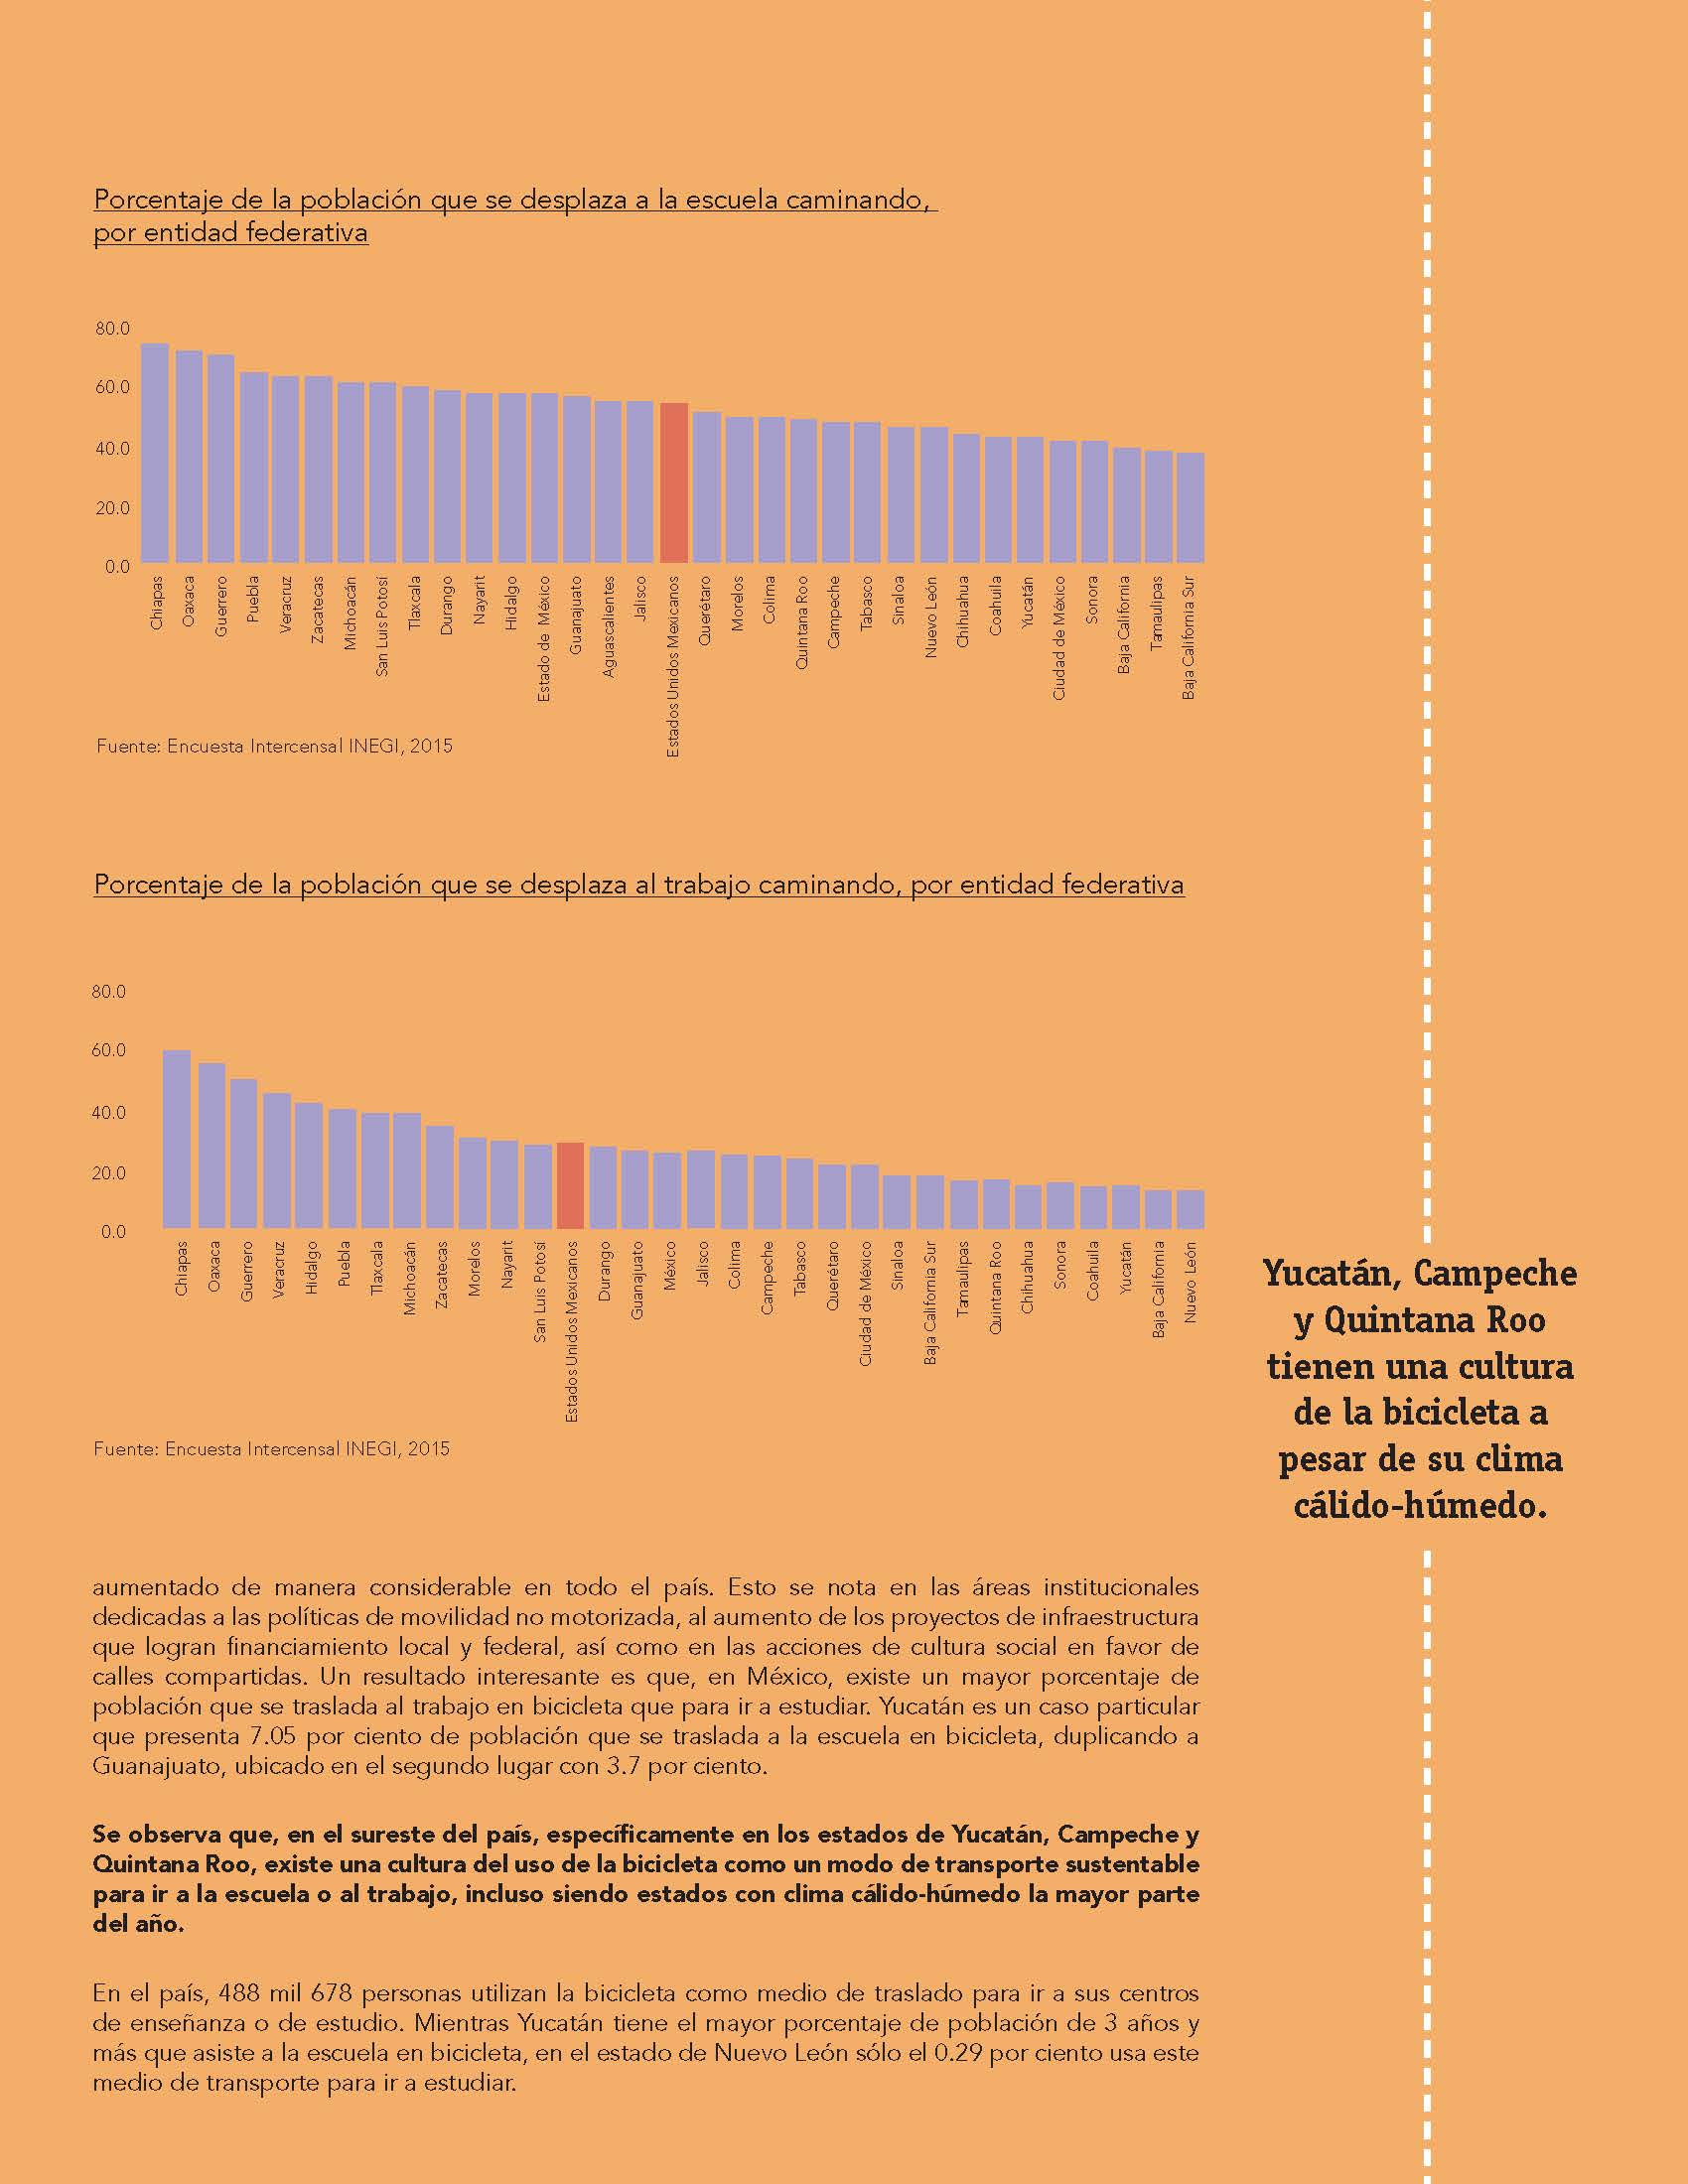 Porcentaje de la población que se desplaza a la escuela caminando,
por entidad federativa
80.0
60.0
40.0
20.0
0.0
Chiapas
Oaxaca
Guerrero
Puebla
Veracruz
Zacatecas
Michoacán
San Luis Potosí
Tlaxcala
Durango
Nayarit
Hidalgo
Estado de México
Guanajuato
Aguascalientes
Jalisco
Estados Unidos Mexicanos
Querétaro
Morelos
Colima
Quintana Roo
Campeche
Tabasco
Sinaloa
Nuevo León
Chihuahua
Coahuila
Yucatán
Ciudad de México
Sonora
Baja California
Tamaulipas
Baja California Sur
Fuente: Encuesta Intercensal INEGI, 2015
Porcentaje de la población que se desplaza al trabajo caminando, por entidad federativa
80.0
60.0
40.0
20.0
0.0
Chiapas
Oaxaca
Guerrero
Veracruz
Hidalgo
Puebla
Tlaxcala
Michoacán
Zacatecas
Morelos
Nayarit
San Luis Potosí
Estados Unidos Mexicanos
Durango
Guanajuato
México
Jalisco
Colima
Campeche
Tabasco
Querétaro
Ciudad de México
Sinaloa
Baja California Sur
Tamaulipas
Quintana Roo
Chihuahua
Sonora
Coahuila
Yucatán
Baja California
Nuevo León
Fuente: Encuesta Intercensal INEGI, 2015
Yucatán, Campeche
y Quintana Roo
tienen una cultura
de la bicicleta a
pesar de su clima
cálido-húmedo.
aumentado de manera considerable en todo el país. Esto se nota en las áreas institucionales
dedicadas a las políticas de movilidad no motorizada, al aumento de los proyectos de infraestructura
que logran financiamiento local y federal, así como en las acciones de cultura social en favor de
calles compartidas. Un resultado interesante es que, en México, existe un mayor porcentaje de
población que se traslada al trabajo en bicicleta que para ir a estudiar. Yucatán es un caso particular
que presenta 7.05 por ciento de población que se traslada a la escuela en bicicleta, duplicando a
Guanajuato, ubicado en el segundo lugar con 3.7 por ciento.
Se observa que, en el sureste del país, específicamente en los estados de Yucatán, Campeche y
Quintana Roo, existe una cultura del uso de la bicicleta como un modo de transporte sustentable
para ir a la escuela o al trabajo, incluso siendo estados con clima cálido-húmedo la mayor parte
del año.
En el país, 488 mil 678 personas utilizan la bicicleta como medio de traslado para ir a sus centros
de enseñanza o de estudio. Mientras Yucatán tiene el mayor porcentaje de población de 3 años y
más que asiste a la escuela en bicicleta, en el estado de Nuevo León sólo el 0.29 por ciento usa este
medio de transporte para ir a estudiar.